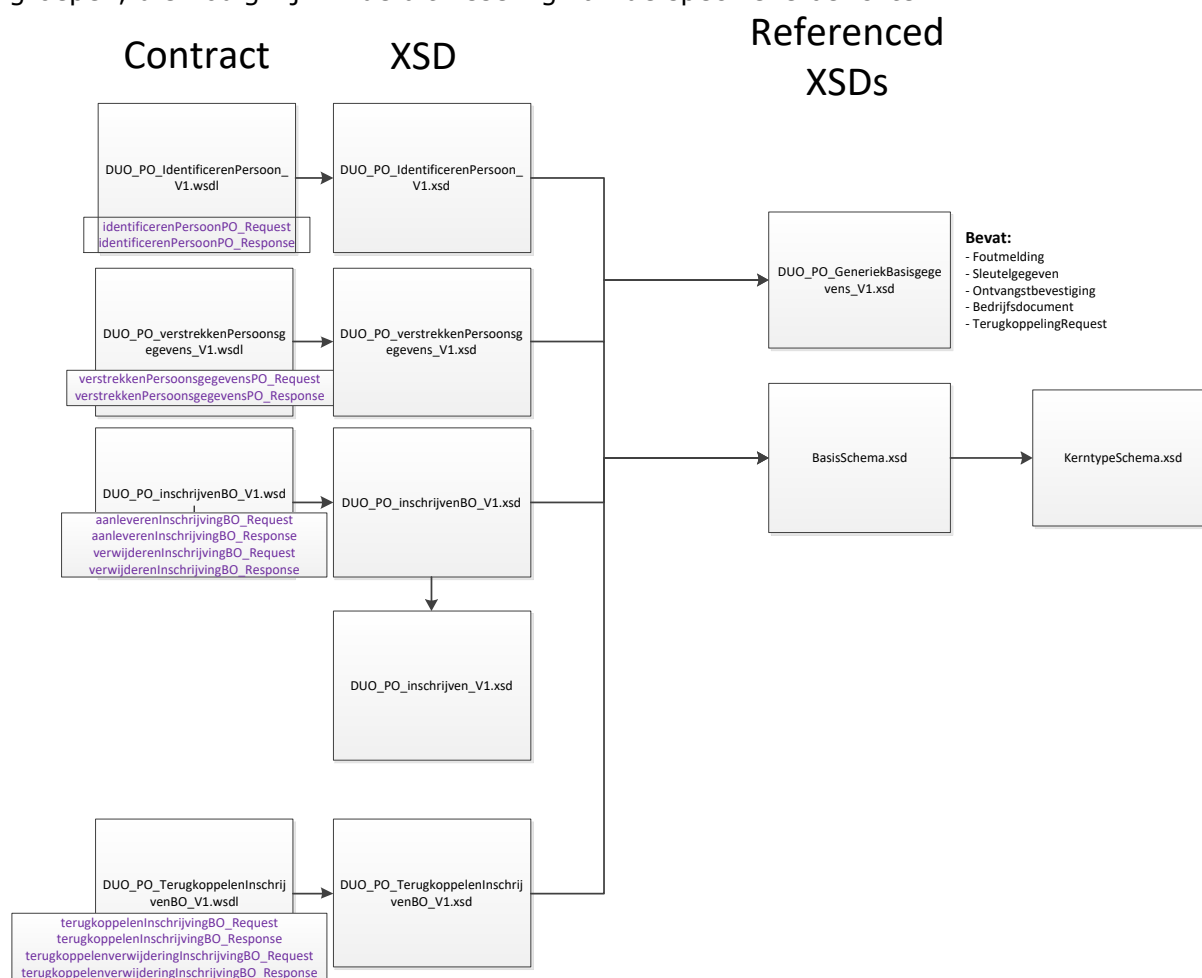 Contract
XSD
Referenced
XSDs
DUO_PO_IdentificerenPersoon_
V1.wsdl
identificerenPersoonPO_Request
identificerenPersoonPO_Response
DUO_PO_IdentificerenPersoon_
V1.xsd
DUO_PO_GeneriekBasisgege
vens_V1.xsd
Bevat:
- Foutmelding
- Sleutelgegeven
- Ontvangstbevestiging
- Bedrijfsdocument
- TerugkoppelingRequest
DUO_PO_verstrekkenPersoonsg
egevens_V1.wsdl
verstrekkenPersoonsgegevensPO_Request
verstrekkenPersoonsgegevensPO_Response
DUO_PO_verstrekkenPersoonsg
egevens_V1.xsd
BasisSchema.xsd
KerntypeSchema.xsd
DUO_PO_inschrijvenBO_V1.wsd
aanleverenInschrijvingBO_Request
aanleverenInschrijvingBO_Response
verwijderenInschrijvingBO_Request
verwijderenInschrijvingBO_Response
DUO_PO_inschrijvenBO_V1.xsd
DUO_PO_inschrijven_V1.xsd
DUO_PO_TerugkoppelenInschrij
venBO_V1.wsdl
terugkoppelenInschrijvingBO_Request
terugkoppelenInschrijvingBO_Response
terugkoppelenverwijderingInschrijvingBO_Request
terugkoppelenverwijderingInschrijvingBO_Response
DUO_PO_TerugkoppelenInschrij
venBO_V1.xsd